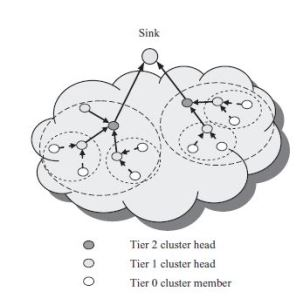 Sink
Tier 2 cluster head
Tier 1 cluster head
Tier 0 cluster member